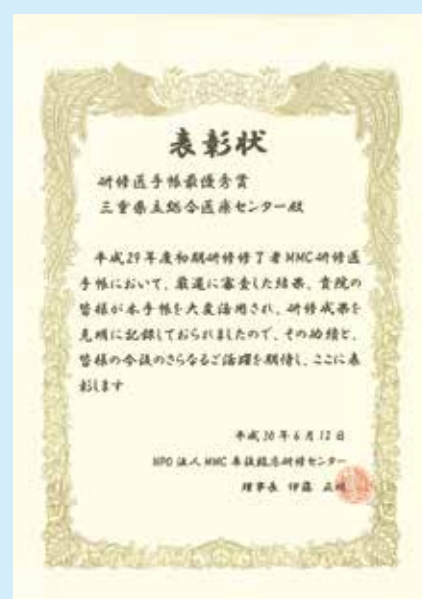 表彰状
研修医手帳最優秀賞
三重県立総合医療センター殿
平成29年度初期研修修了者MMC研修医
手帳において、厳選に審査した結果、貴院の
皆様が本手帳を大変活用され、研修成果を
克明に記録しておられましたので、その功績と、
皆様の今後のさらなるご活躍を期待し、ここに表
彰します
平成30年6月12日
NPO法人MMC卒後臨床研修センター
理事長 伊藤 正